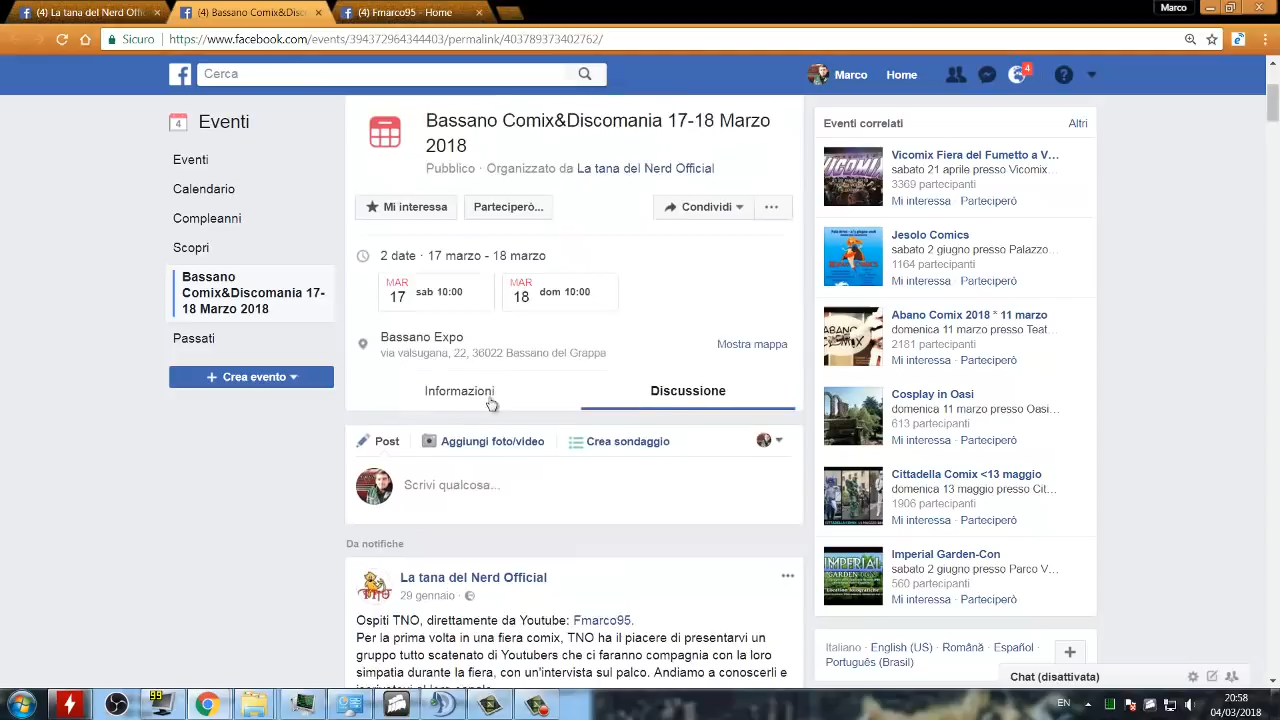 (4) La tana del Nerd Offic
(4) Bassano Comix&Disco
(4) Fmarco95 - Home
Marco
Sicuro
https://www.facebook.com/events/394372964344403/permalink/403789373402762/
Cerca
Marco
Home
4
4
Eventi
Eventi
Calendario
Compleanni
Scopri
Bassano
Comix&Discomania 17-
18 Marzo 2018
Passati
+ Crea evento
Bassano Comix&Discomania 17-18 Marzo
2018
Pubblico · Organizzato da La tana del Nerd Official
Mi interessa
Parteciperò...
Condividi
2 date · 17 marzo - 18 marzo
MAR
17
sab 10:00
MAR
18
dom 10:00
Bassano Expo
via valsugana, 22, 36022 Bassano del Grappa
Mostra mappa
Informazioni
Discussione
Post
Aggiungi foto/video
Crea sondaggio
Scrivi qualcosa...
Da notifiche
La tana del Nerd Official
29 gennaio ·
Ospiti TNO, direttamente da Youtube: Fmarco95.
Per la prima volta in una fiera comix, TNO ha il piacere di presentarvi un
gruppo tutto scatenato di Youtubers che ci faranno compagnia con la loro
simpatia durante la fiera, con un'intervista sul palco. Andiamo a conoscerli e
Eventi correlati
Altri
Vicomix Fiera del Fumetto a V...
sabato 21 aprile presso Vicomix...
3369 partecipanti
Mi interessa · Parteciperò
Jesolo Comics
sabato 2 giugno presso Palazzo...
1164 partecipanti
Mi interessa · Parteciperò
Abano Comix 2018 * 11 marzo
domenica 11 marzo presso Teat...
2181 partecipanti
Mi interessa · Parteciperò
Cosplay in Oasi
domenica 11 marzo presso Oasi...
613 partecipanti
Mi interessa · Parteciperò
Cittadella Comix <13 maggio
domenica 13 maggio presso Cit...
1906 partecipanti
Mi interessa · Parteciperò
Imperial Garden-Con
sabato 2 giugno presso Parco V...
560 partecipanti
Mi interessa · Parteciperò
Italiano · English (US) · Română · Español ·
Português (Brasil)
Chat (disattivata)
99
EN
20:58
04/03/2018